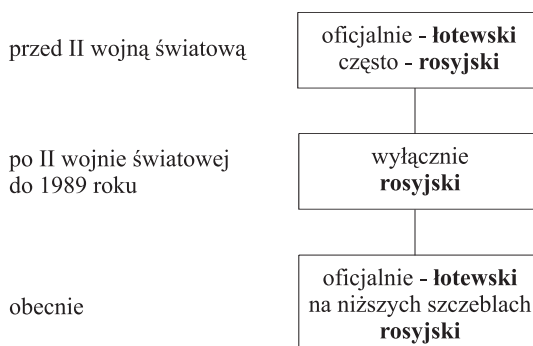 przed II wojną światową
oficjalnie - łotewski
często - rosyjski
po II wojnie światowej
do 1989 roku
wyłącznie
rosyjski
obecnie
oficjalnie - łotewski
na niższych szczeblach
rosyjski